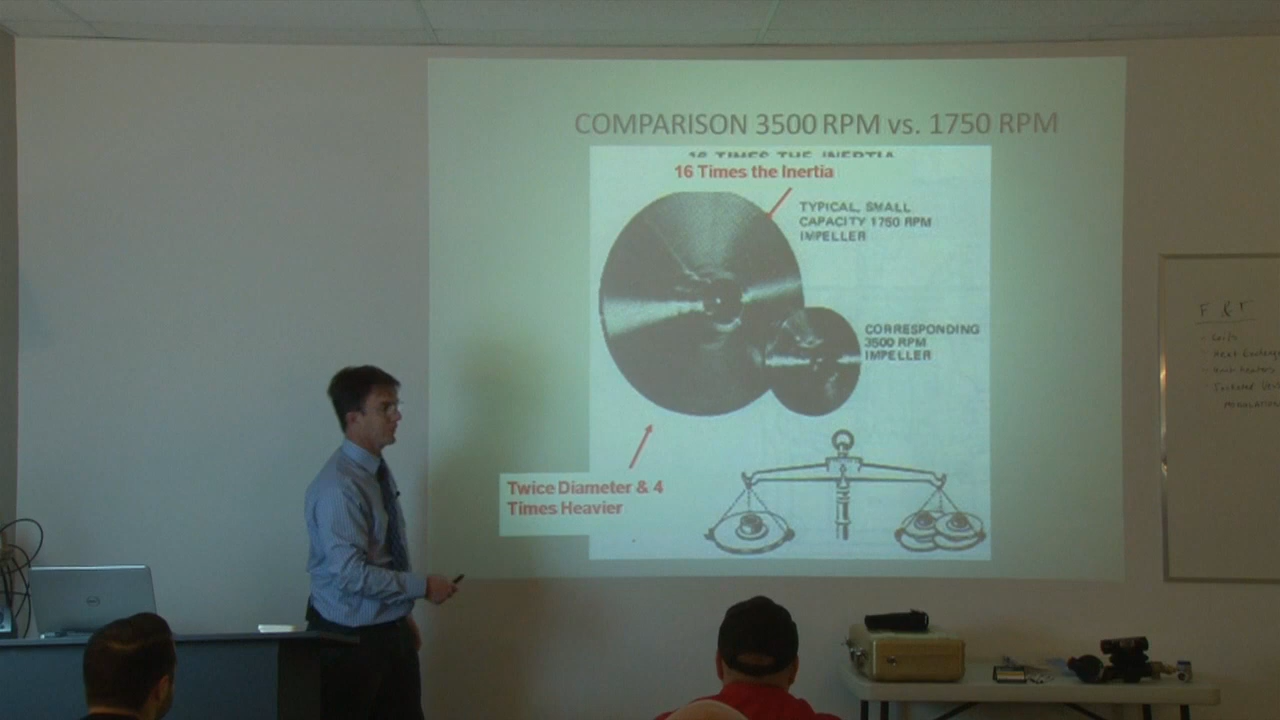 COMPARISON 3500 RPM vs. 1750 RPM
16 TIMES THE INERTIA
16 Times the Inertia
TYPICAL, SMALL
CAPACITY 1750 RPM
IMPELLER
CORRESPONDING
3500 RPM
IMPELLER
Twice Diameter & 4
Times Heavier
F & T